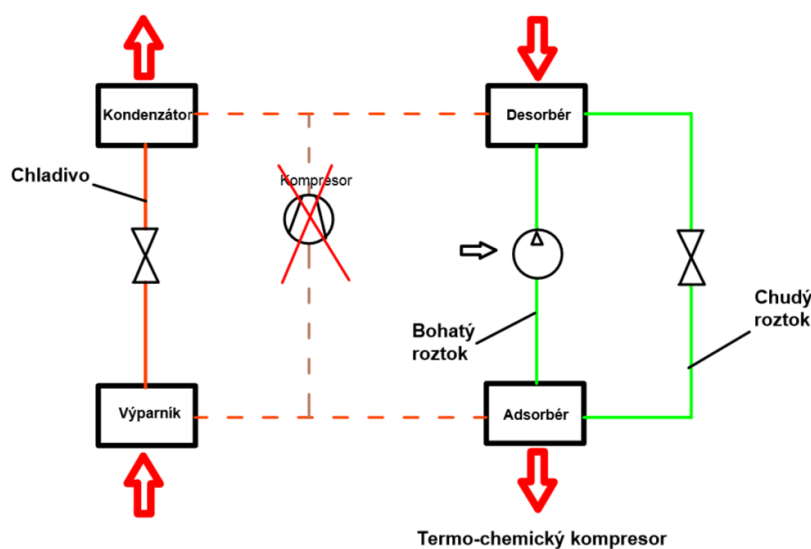 Kondenzátor
Desorbér
Chladivo
Kompresor
Bohatý
roztok
Chudý
roztok
Výparník
Adsorbér
Termo-chemický kompresor